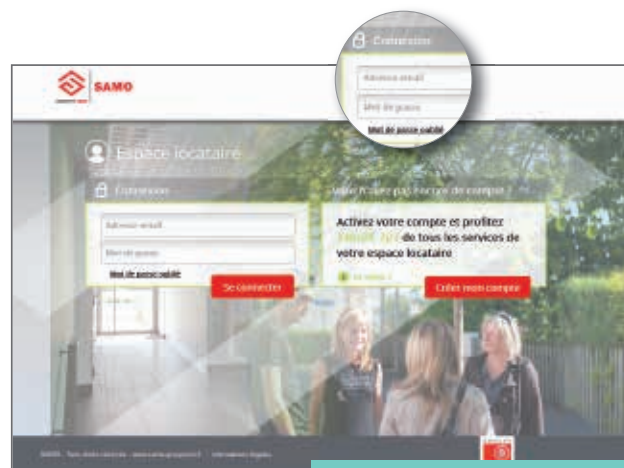 Connexion
Adresse email
Mot de passe
Mot de passe oublié
SAMO
Espace locataire
Connexion
Adresse email
Mot de passe
Mot de passe oublié
Se connecter
Vous n'avez pas encore de compte ?
Activez votre compte et profitez
de tous les services de
votre espace locataire
Créer mon compte